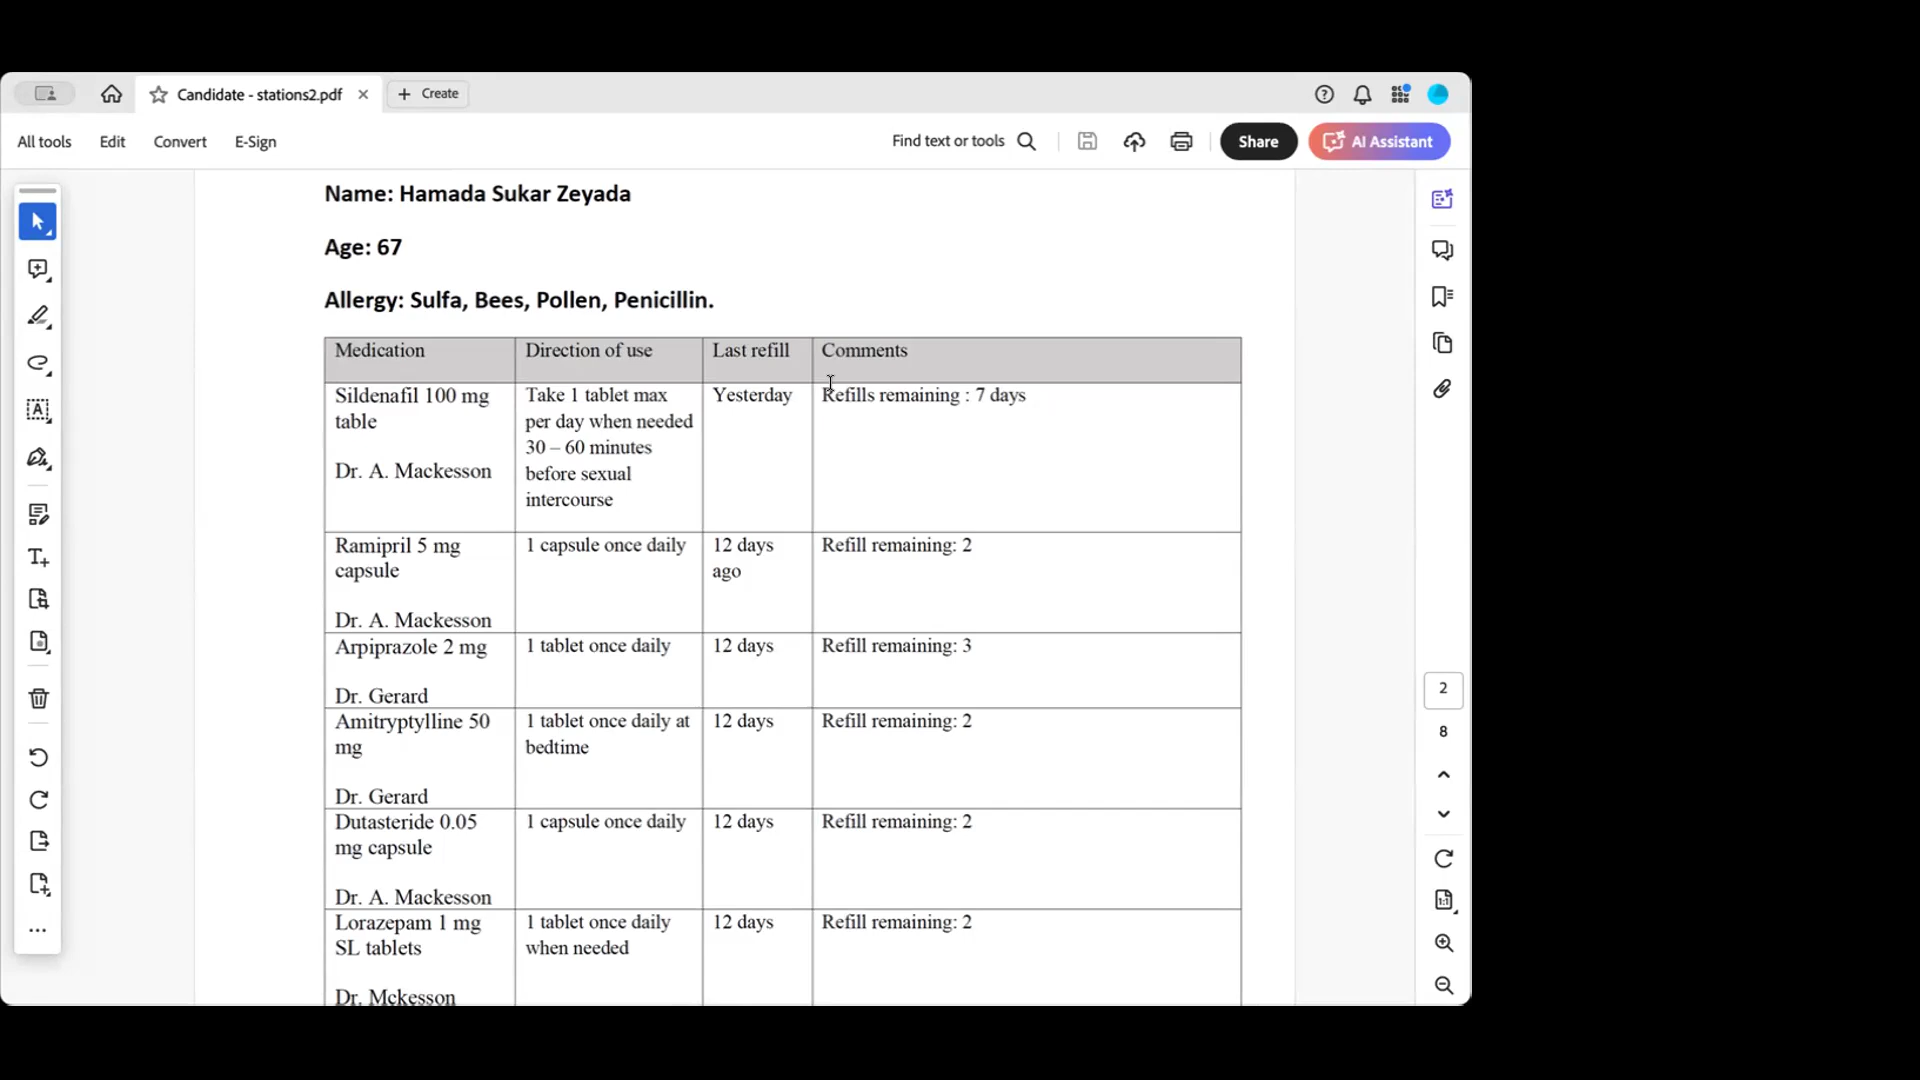 Candidate - stations2.pdf
Create
All tools
Edit
Convert
E-Sign
Find text or tools
Share
AI Assistant
Name: Hamada Sukar Zeyada
Age: 67
Allergy: Sulfa, Bees, Pollen, Penicillin.
Medication
Direction of use
Last refill
Comments
Sildenafil 100 mg
table
Dr. A. Mackesson
Take 1 tablet max
per day when needed
30 – 60 minutes
before sexual
intercourse
Yesterday
Refills remaining : 7 days
Ramipril 5 mg
capsule
Dr. A. Mackesson
1 capsule once daily
12 days
ago
Refill remaining: 2
Arpiprazole 2 mg
Dr. Gerard
1 tablet once daily
12 days
Refill remaining: 3
Amitryptylline 50
mg
Dr. Gerard
1 tablet once daily at
bedtime
12 days
Refill remaining: 2
Dutasteride 0.05
mg capsule
Dr. A. Mackesson
1 capsule once daily
12 days
Refill remaining: 2
Lorazepam 1 mg
SL tablets
Dr. Mckesson
1 tablet once daily
when needed
12 days
Refill remaining: 2
2
8